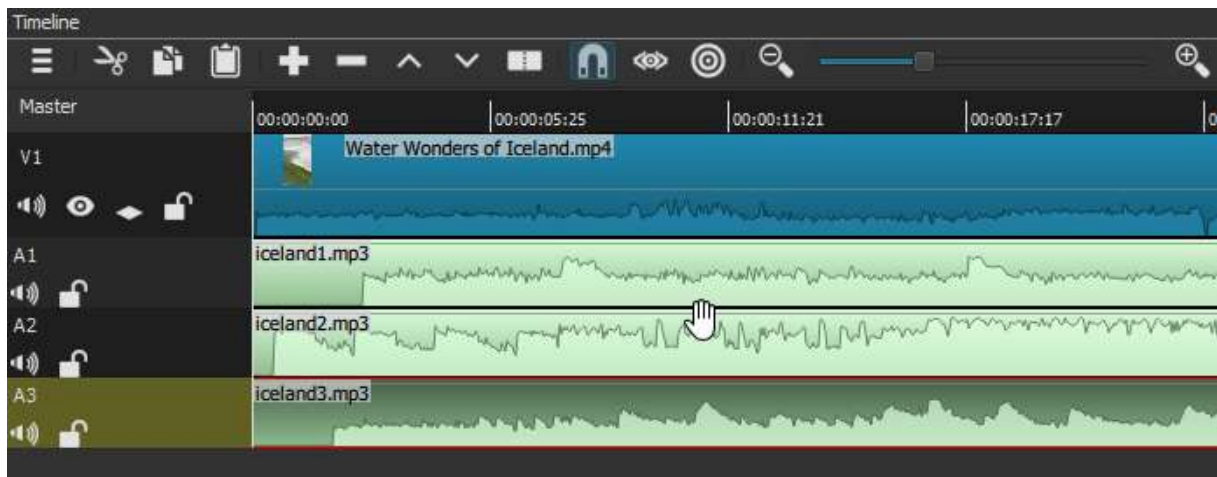 Timeline
Master
00:00:00:00 00:00:05:25 00:00:11:21 00:00:17:17 0
V1
Water Wonders of Iceland.mp4
A1
iceland1.mp3
A2
iceland2.mp3
A3
iceland3.mp3